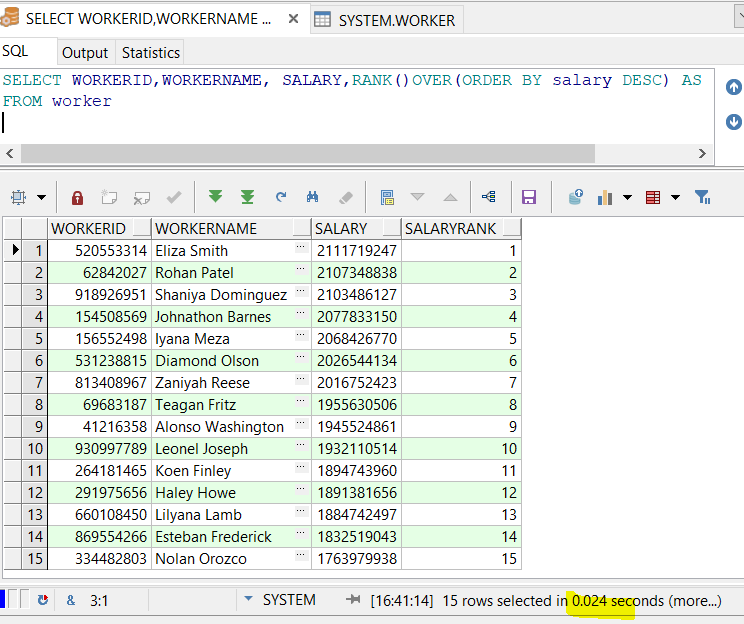 SELECT WORKERID,WORKERNAME ... SYSTEM.WORKER
SQL Output Statistics
SELECT WORKERID,WORKERNAME, SALARY,RANK()OVER(ORDER BY salary DESC) AS
FROM worker
WORKERID WORKERNAME SALARY SALARYRANK
1 520553314 Eliza Smith ... 2111719247 1
2 62842027 Rohan Patel ... 2107348838 2
3 918926951 Shaniya Dominguez ... 2103486127 3
4 154508569 Johnathon Barnes ... 2077833150 4
5 156552498 Iyana Meza ... 2068426770 5
6 531238815 Diamond Olson ... 2026544134 6
7 813408967 Zaniyah Reese ... 2016752423 7
8 69683187 Teagan Fritz ... 1955630506 8
9 41216358 Alonso Washington ... 1945524861 9
10 930997789 Leonel Joseph ... 1932110514 10
11 264181465 Koen Finley ... 1894743960 11
12 291975656 Haley Howe ... 1891381656 12
13 660108450 Lilyana Lamb ... 1884742497 13
14 869554266 Esteban Frederick ... 1832519043 14
15 334482803 Nolan Orozco ... 1763979938 15
& 3:1 SYSTEM [16:41:14] 15 rows selected in 0.024 seconds (more...)